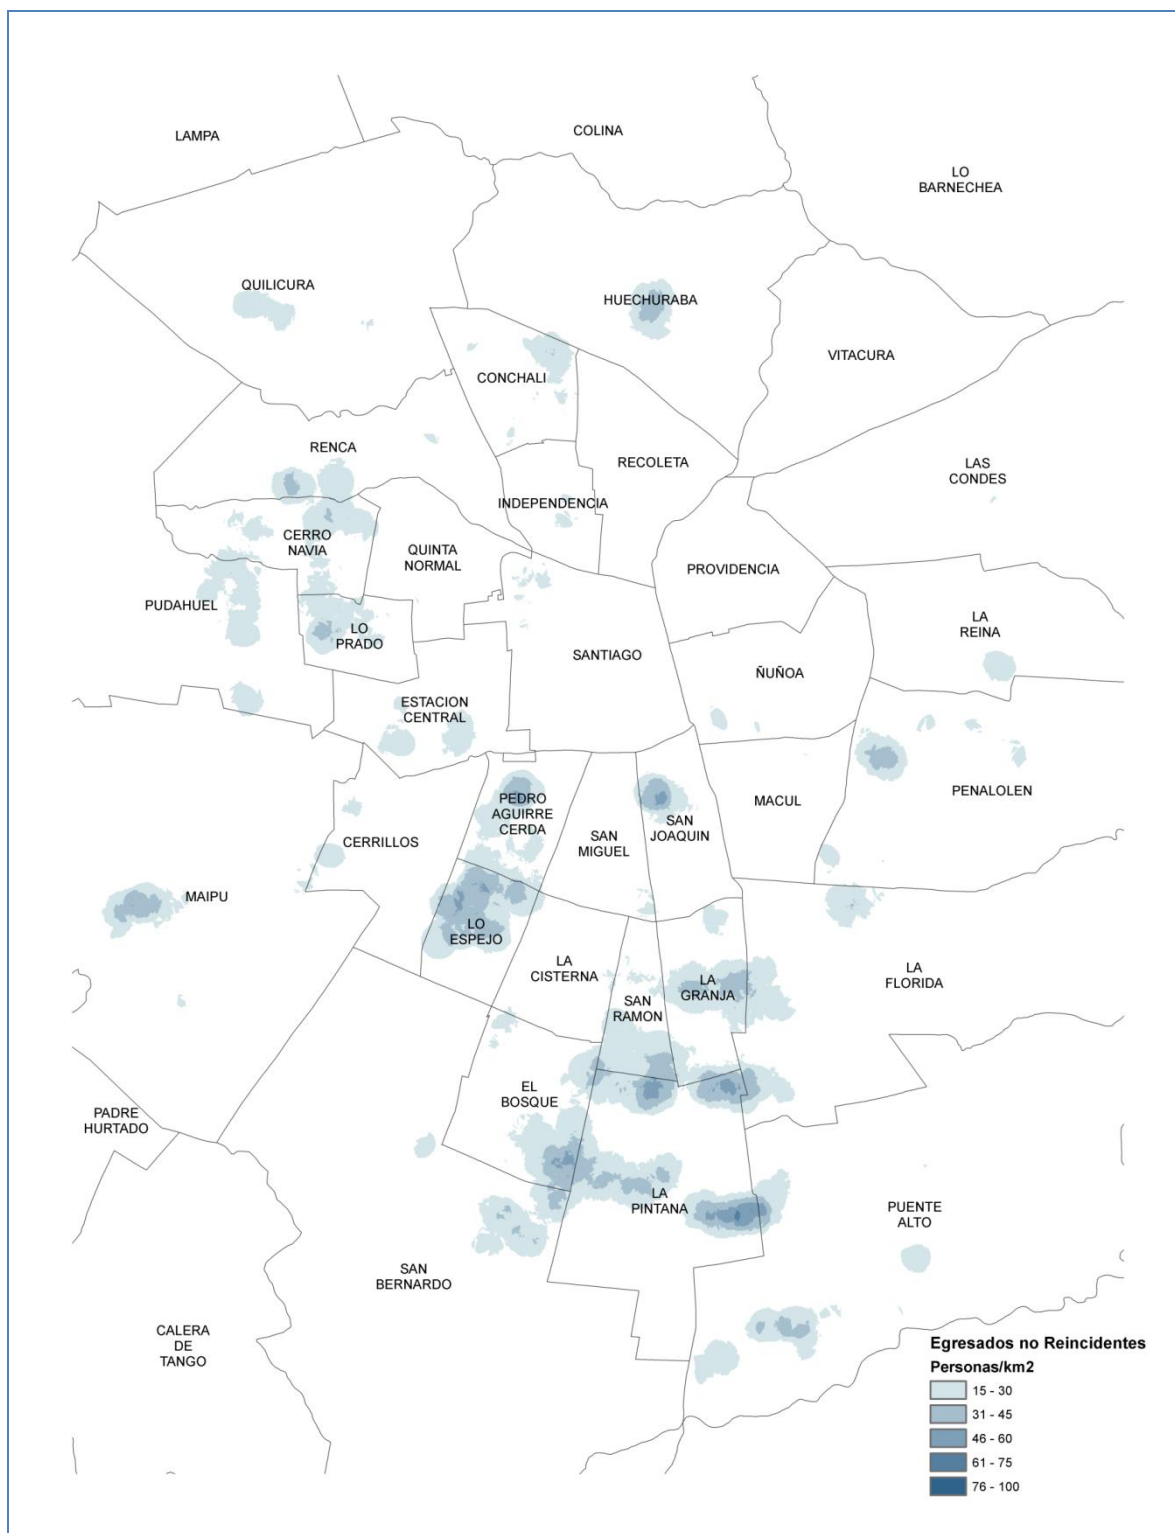 LAMPA
COLINA
LO
BARNECHEA
QUILICURA
HUECHURABA
VITACURA
CONCHALI
RENCA
RECOLETA
LAS
CONDES
INDEPENDENCIA
CERRO
NAVIA
QUINTA
NORMAL
PROVIDENCIA
PUDAHUEL
LO
PRADO
LA
REINA
SANTIAGO
ÑUÑOA
ESTACION
CENTRAL
PEDRO
AGUIRRE
CERDA
CERRILLOS
SAN
MIGUEL
SAN
JOAQUIN
MACUL
PENALOLEN
MAIPU
LO
ESPEJO
LA
CISTERNA
SAN
RAMON
LA
GRANJA
LA
FLORIDA
EL
BOSQUE
PADRE
HURTADO
LA
PINTANA
PUENTE
ALTO
SAN
BERNARDO
CALERA
DE
TANGO
Egresados no Reincidentes
Personas/km2
15 - 30
31 - 45
46 - 60
61 - 75
76 - 100